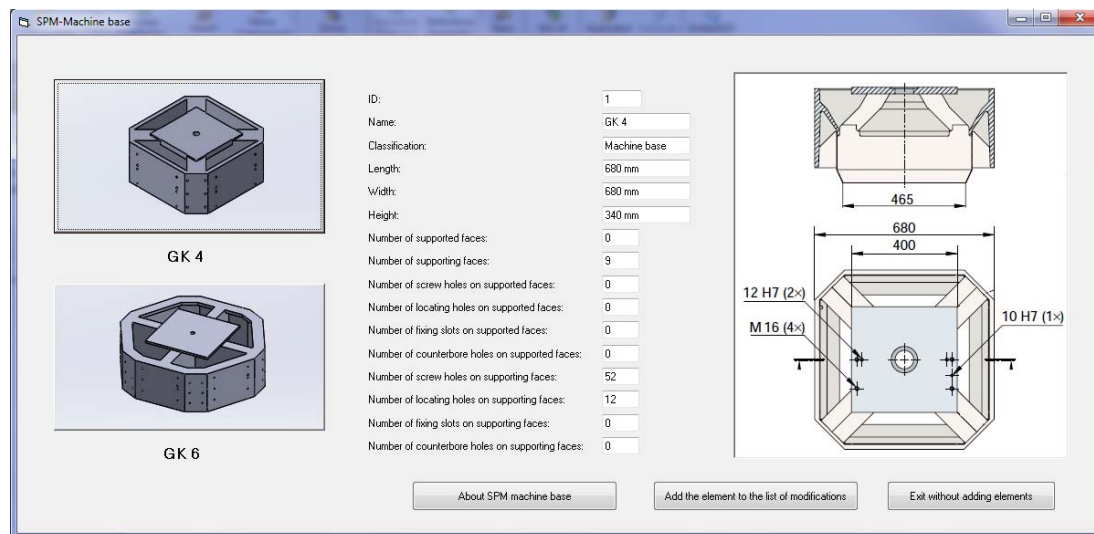 SPM-Machine base
GK 4
GK 6
ID: 1
Name: GK 4
Classification: Machine base
Length: 680 mm
Width: 680 mm
Height: 340 mm
Number of supported faces: 0
Number of supporting faces: 9
Number of screw holes on supported faces: 0
Number of locating holes on supported faces: 0
Number of fixing slots on supported faces: 0
Number of counterbore holes on supported faces: 0
Number of screw holes on supporting faces: 52
Number of locating holes on supporting faces: 12
Number of fixing slots on supporting faces: 0
Number of counterbore holes on supporting faces: 0
465
680
400
12 H7 (2×)
10 H7 (1×)
M 16 (4×)
About SPM machine base
Add the element to the list of modifications
Exit without adding elements